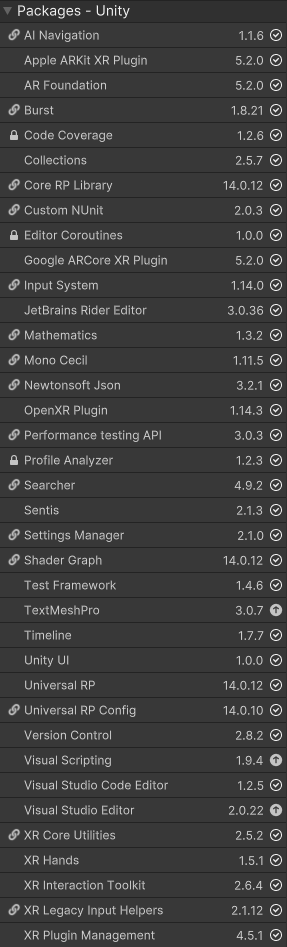 Packages - Unity
AI Navigation 1.1.6
Apple ARKit XR Plugin 5.2.0
AR Foundation 5.2.0
Burst 1.8.21
Code Coverage 1.2.6
Collections 2.5.7
Core RP Library 14.0.12
Custom NUnit 2.0.3
Editor Coroutines 1.0.0
Google ARCore XR Plugin 5.2.0
Input System 1.14.0
JetBrains Rider Editor 3.0.36
Mathematics 1.3.2
Mono Cecil 1.11.5
Newtonsoft Json 3.2.1
OpenXR Plugin 1.14.3
Performance testing API 3.0.3
Profile Analyzer 1.2.3
Searcher 4.9.2
Sentis 2.1.3
Settings Manager 2.1.0
Shader Graph 14.0.12
Test Framework 1.4.6
TextMeshPro 3.0.7
Timeline 1.7.7
Unity UI 1.0.0
Universal RP 14.0.12
Universal RP Config 14.0.10
Version Control 2.8.2
Visual Scripting 1.9.4
Visual Studio Code Editor 1.2.5
Visual Studio Editor 2.0.22
XR Core Utilities 2.5.2
XR Hands 1.5.1
XR Interaction Toolkit 2.6.4
XR Legacy Input Helpers 2.1.12
XR Plugin Management 4.5.1